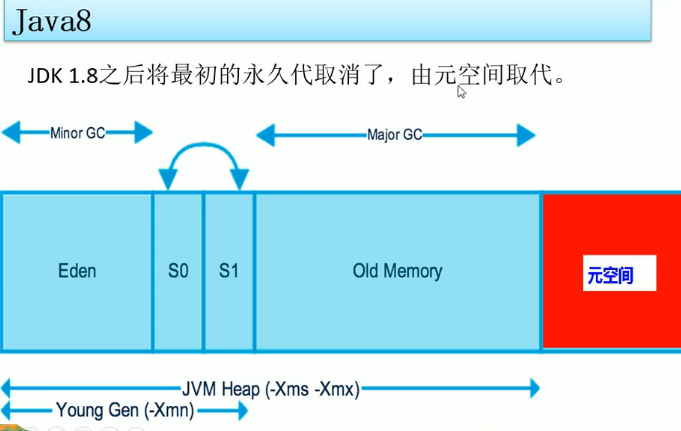 Java8
JDK 1.8之后将最初的永久代取消了，由元空间取代。
Minor GC
Major GC
Eden
S0
S1
Old Memory
元空间
JVM Heap (-Xms -Xmx)
Young Gen (-Xmn)